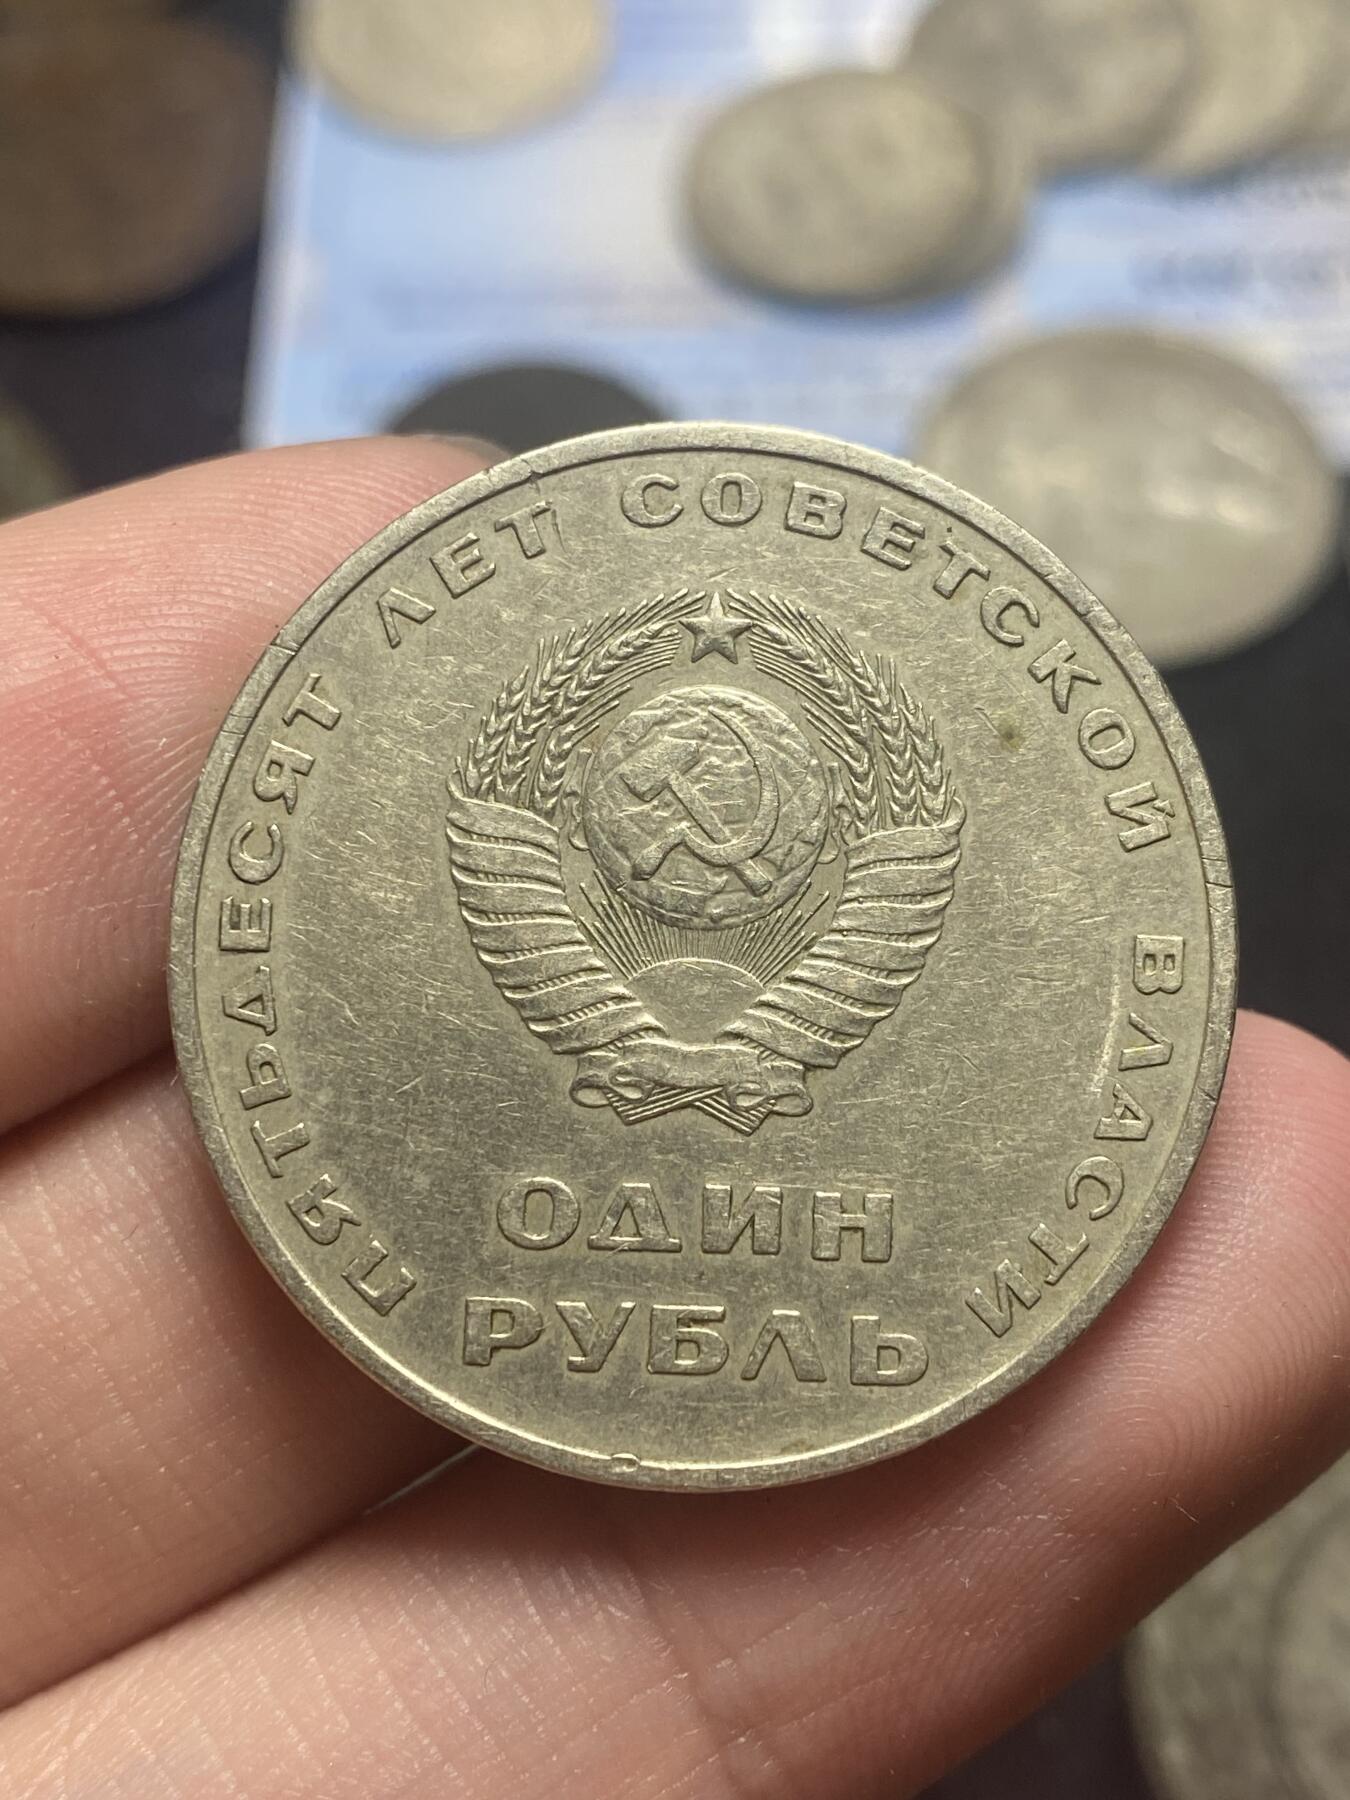 ПЯТЬДЕСЯТ ЛЕТ СОВЕТСКОЙ ВЛАСТИ
ОДИН
РУБЛЬ